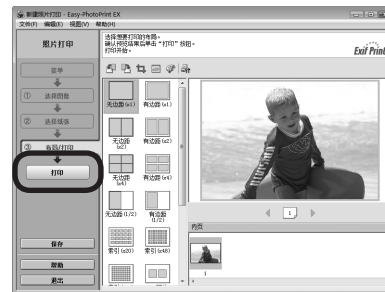 新建照片打印 - Easy-PhotoPrint EX
文件(F) 编辑(E) 视图(V) 帮助(H)
照片打印
选择想要打印的布局。
确认预览结果后单击“打印”按钮。
打印开始。
Exif Print
菜单
① 选择图像
② 选择纸张
③ 布局/打印
打印
保存
帮助
退出
无边距(x1)
有边距(x1)
无边距(x2)
有边距(x2)
无边距(x4)
有边距(x4)
无边距(1/2)
有边距(1/2)
索引(x20)
索引(x48)
1
内页
1